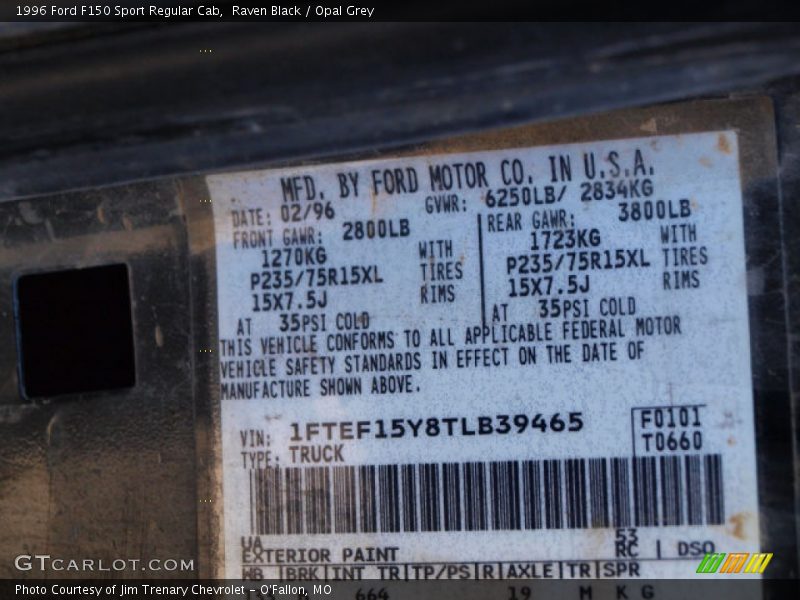 1996 Ford F150 Sport Regular Cab,  Raven Black / Opal Grey
MFD. BY FORD MOTOR CO. IN U.S.A.
DATE: 02/96 GVWR: 6250LB/ 2834KG
FRONT GAWR: 2800LB REAR GAWR: 3800LB
1270KG WITH 1723KG WITH
P235/75R15XL TIRES P235/75R15XL TIRES
15X7.5J RIMS 15X7.5J RIMS
AT 35PSI COLD AT 35PSI COLD
THIS VEHICLE CONFORMS TO ALL APPLICABLE FEDERAL MOTOR
VEHICLE SAFETY STANDARDS IN EFFECT ON THE DATE OF
MANUFACTURE SHOWN ABOVE.
VIN: 1FTEF15Y8TLB39465 F0101
TYPE: TRUCK T0660
UA 53
EXTERIOR PAINT RC | DSO
WB |BRK|INT TR|TP/PS|R|AXLE|TR|SPR
664 19 M K G
GTCARLOT.COM
Photo Courtesy of Jim Trenary Chevrolet - O'Fallon, MO